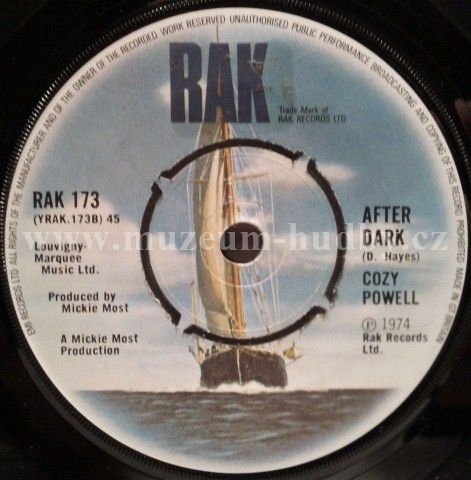 EMI RECORDS LTD ALL RIGHTS OF THE MANUFACTURER AND OF THE OWNER OF THE RECORDED WORK RESERVED UNAUTHORISED PUBLIC PERFORMANCE BROADCASTING AND COPYING OF THIS RECORD PROHIBITED MADE IN GT BRITAIN
RAK
Trade Mark of
RAK RECORDS LTD
RAK 173
(YRAK.173B) 45
Louvigny
Marquee
Music Ltd.
Produced by
Mickie Most
A Mickie Most
Production
AFTER
DARK
(D. Hayes)
COZY
POWELL
Ⓟ 1974
Rak Records
Ltd.
www.muzeum-hudby.cz